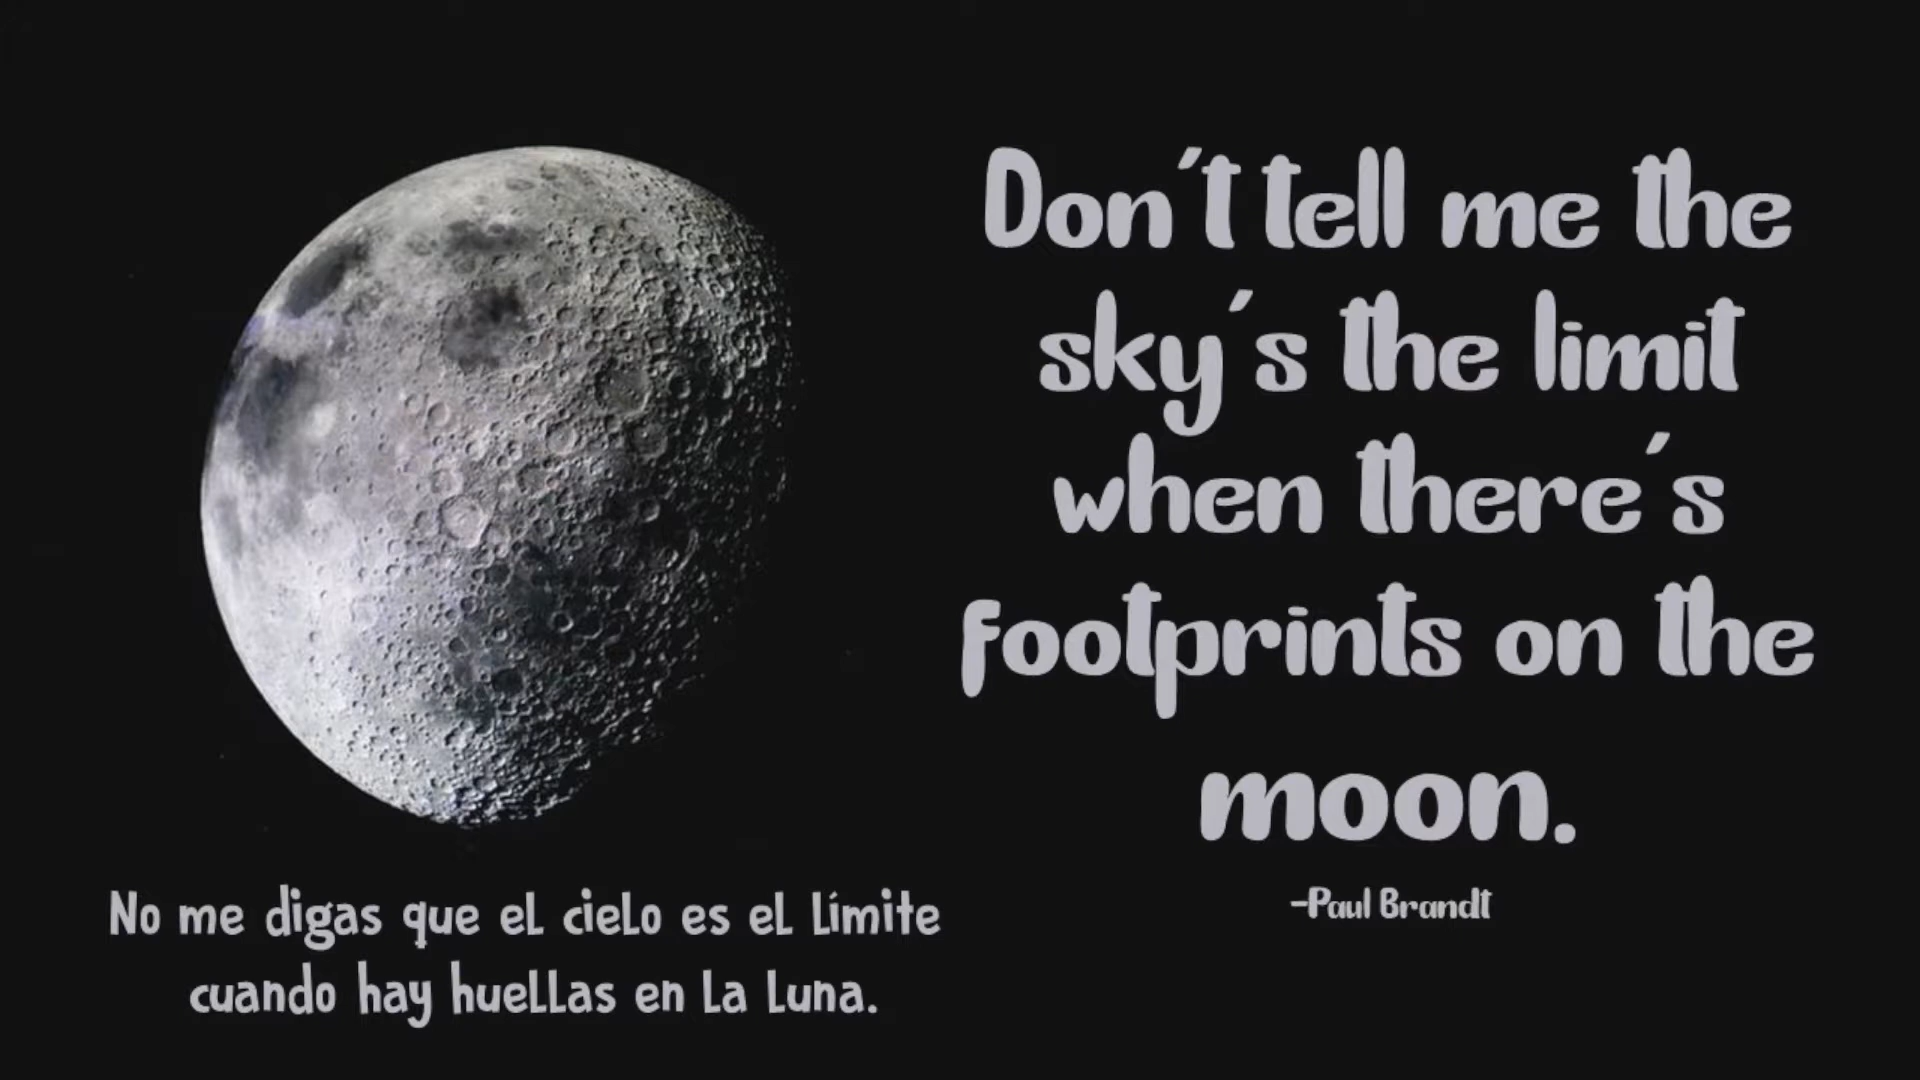 Don´t tell me the
sky´s the limit
when there´s
footprints on the
moon.
-Paul Brandt
No me digas que el cielo es el límite
cuando hay huellas en la luna.